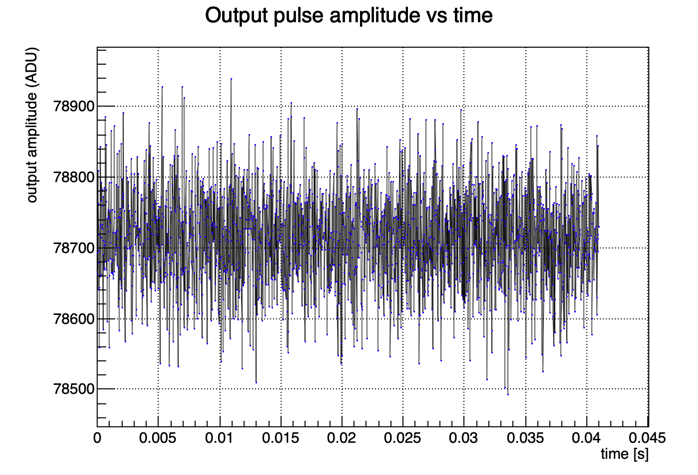 Output pulse amplitude vs time
output amplitude (ADU)
78900
78800
78700
78600
78500
0 0.005 0.01 0.015 0.02 0.025 0.03 0.035 0.04 0.045
time [s]